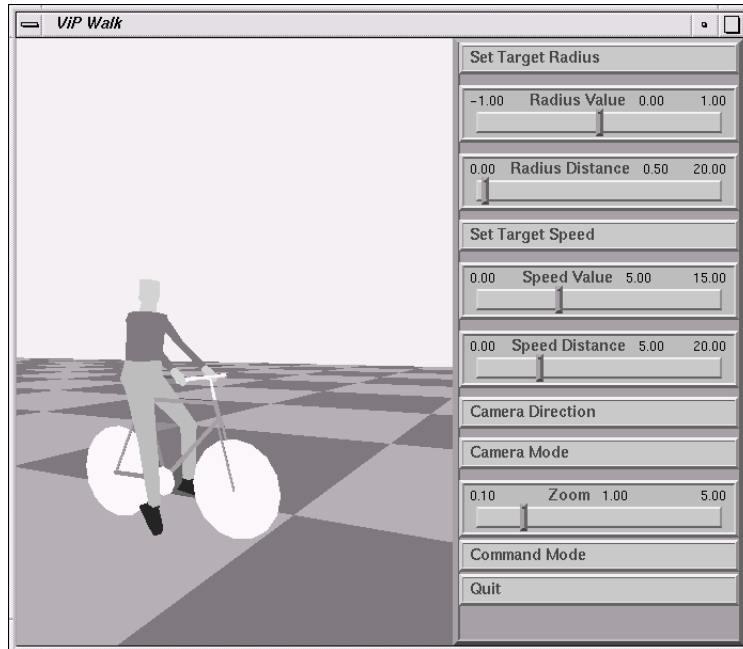 ViP Walk
Set Target Radius
-1.00 Radius Value 0.00 1.00
0.00 Radius Distance 0.50 20.00
Set Target Speed
0.00 Speed Value 5.00 15.00
0.00 Speed Distance 5.00 20.00
Camera Direction
Camera Mode
0.10 Zoom 1.00 5.00
Command Mode
Quit